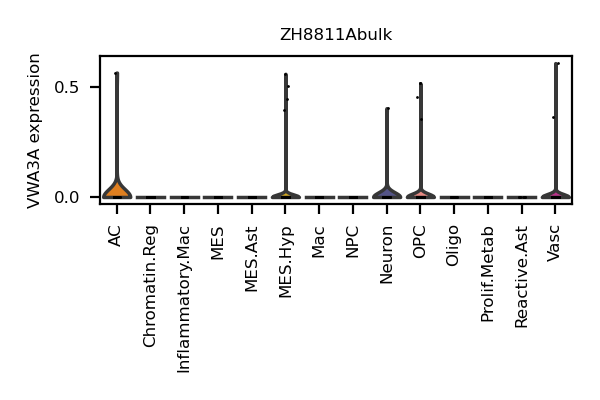 ZH8811Abulk
VWA3A expression
0.5
0.0
AC
Chromatin.Reg
Inflammatory.Mac
MES
MES.Ast
MES.Hyp
Mac
NPC
Neuron
OPC
Oligo
Prolif.Metab
Reactive.Ast
Vasc